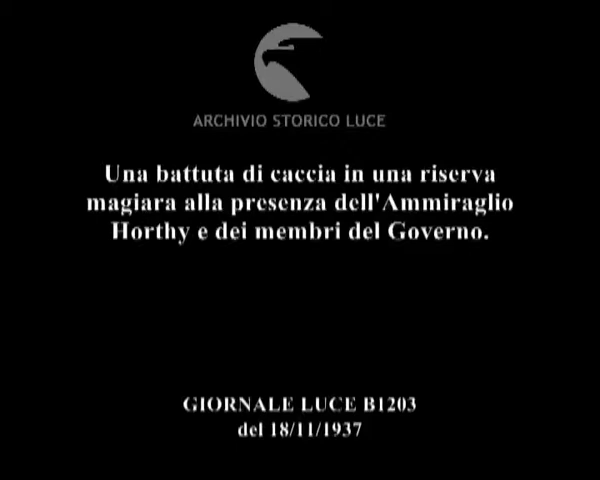 ARCHIVIO STORICO LUCE
Una battuta di caccia in una riserva
magiara alla presenza dell'Ammiraglio
Horthy e dei membri del Governo.
GIORNALE LUCE B1203
del 18/11/1937